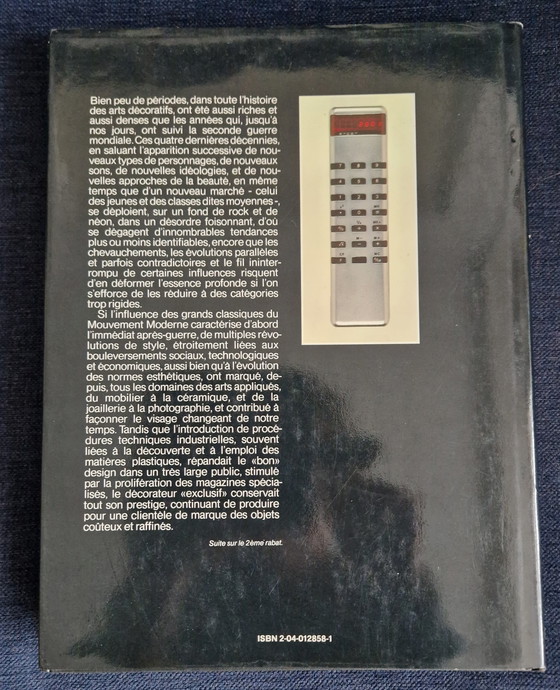 Bien peu de périodes, dans toute l'histoire
des arts décoratifs, ont été aussi riches et
aussi denses que les années qui, jusqu'à
nos jours, ont suivi la seconde guerre
mondiale. Ces quatre dernières décennies,
en saluant l'apparition successive de nou-
veaux types de personnages, de nouveaux
sons, de nouvelles idéologies, et de nou-
velles approches de la beauté, en même
temps que d'un nouveau marché - celui
des jeunes et des classes dites moyennes -,
se déploient, sur un fond de rock et de
néon, dans un désordre foisonnant, d'où
se dégagent d'innombrables tendances
plus ou moins identifiables, encore que les
chevauchements, les évolutions parallèles
et parfois contradictoires et le fil ininter-
rompu de certaines influences risquent
d'en déformer l'essence profonde si l'on
s'efforce de les réduire à des catégories
trop rigides.
Si l'influence des grands classiques du
Mouvement Moderne caractérise d'abord
l'immédiat après-guerre, de multiples révo-
lutions de style, étroitement liées aux
bouleversements sociaux, technologiques
et économiques, aussi bien qu'à l'évolution
des normes esthétiques, ont marqué, de-
puis, tous les domaines des arts appliqués,
du mobilier à la céramique, et de la
joaillerie à la photographie, et contribué à
façonner le visage changeant de notre
temps. Tandis que l'introduction de procé-
dures techniques industrielles, souvent
liées à la découverte et à l'emploi des
matières plastiques, répandait le «bon»
design dans un très large public, stimulé
par la prolifération des magazines spécia-
lisés, le décorateur «exclusif» conservait
tout son prestige, continuant de produire
pour une clientèle de marque des objets
coûteux et raffinés.
Suite sur le 2ème rabat.
ISBN 2-04-012858-1